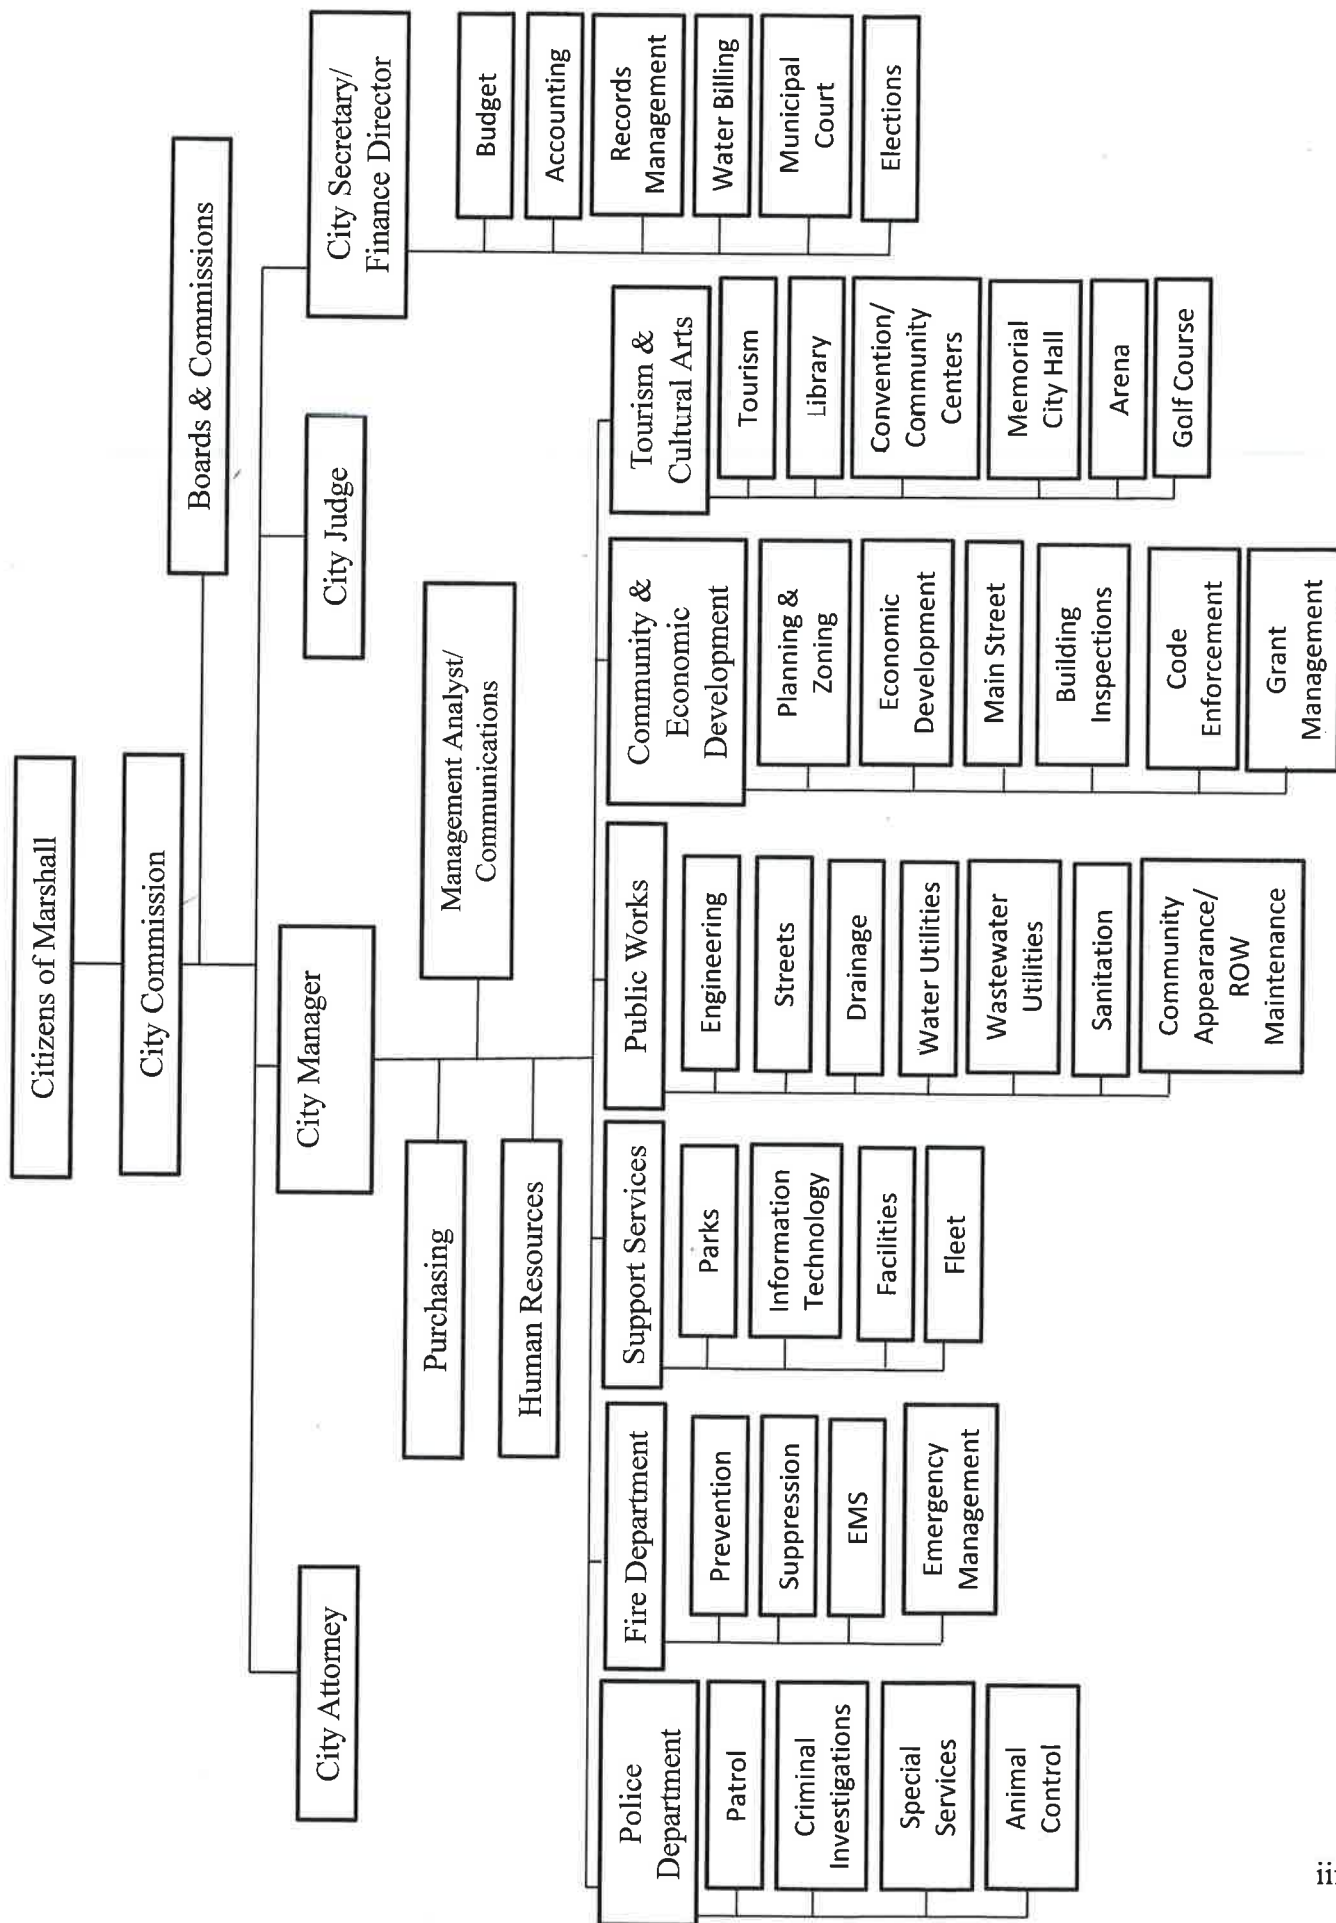 Citizens of Marshall
City Commission
Boards & Commissions
City Attorney
City Manager
City Judge
City Secretary/
Finance Director
Purchasing
Management Analyst/
Communications
Human Resources
Budget
Accounting
Records
Management
Water Billing
Municipal
Court
Elections
Police
Department
Patrol
Criminal
Investigations
Special
Services
Animal
Control
Fire Department
Prevention
Suppression
EMS
Emergency
Management
Support Services
Parks
Information
Technology
Facilities
Fleet
Public Works
Engineering
Streets
Drainage
Water Utilities
Wastewater
Utilities
Sanitation
Community
Appearance/
ROW
Maintenance
Community &
Economic
Development
Planning &
Zoning
Economic
Development
Main Street
Building
Inspections
Code
Enforcement
Grant
Management
Tourism &
Cultural Arts
Tourism
Library
Convention/
Community
Centers
Memorial
City Hall
Arena
Golf Course